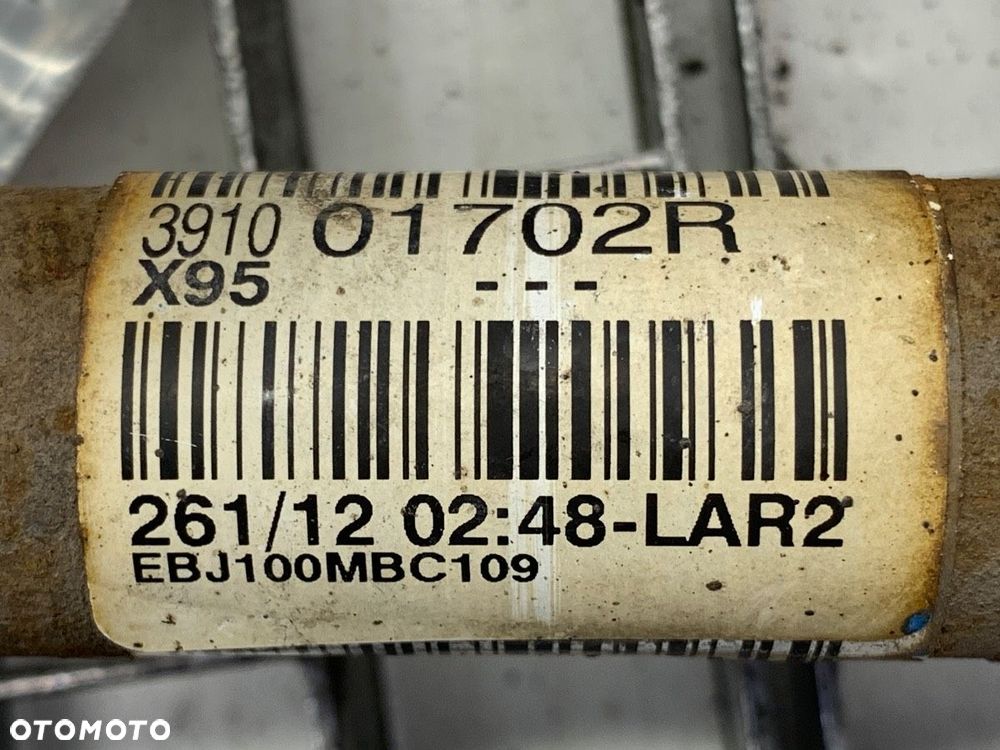 3910 01702R
X95 ---
261/12 02:48-LAR2
EBJ100MBC109
OTOMOTO